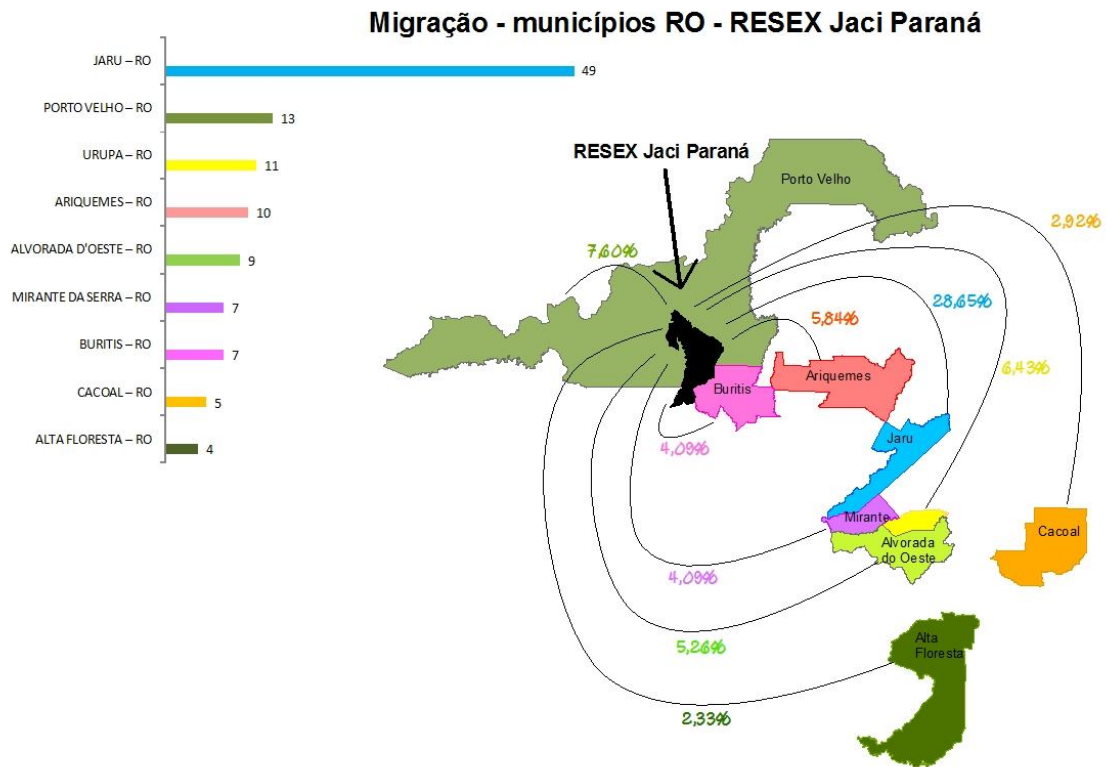 Migração - municípios RO - RESEX Jaci Paraná
JARU – RO
49
PORTO VELHO – RO
13
URUPA – RO
11
ARIQUEMES – RO
10
ALVORADA D'OESTE – RO
9
MIRANTE DA SERRA – RO
7
BURITIS – RO
7
CACOAL – RO
5
ALTA FLORESTA – RO
4
RESEX Jaci Paraná
Porto Velho
2,92%
7,60%
28,65%
5,84%
6,43%
Ariquemes
Buritis
Jaru
4,09%
Mirante
Cacoal
Alvorada
do Oeste
4,09%
5,26%
Alta
Floresta
2,33%